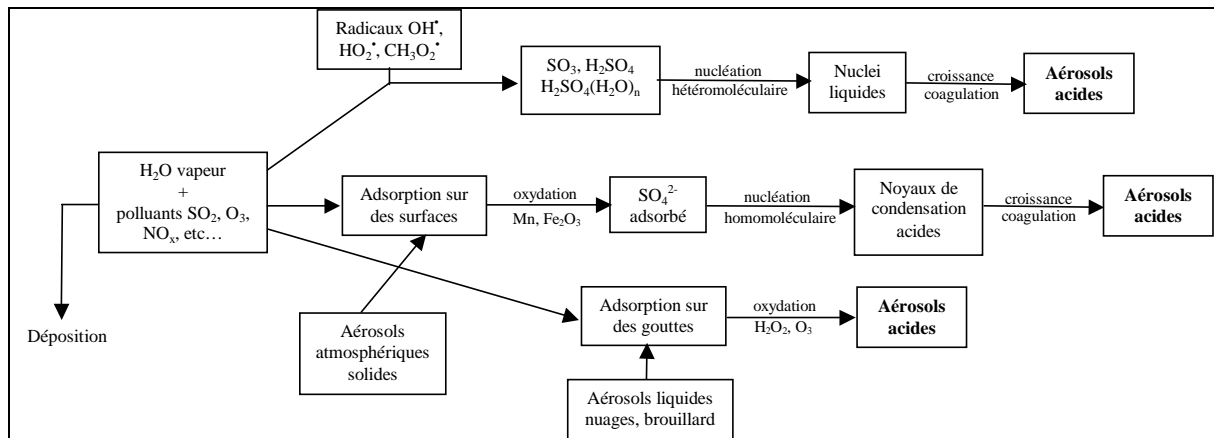 Radicaux OH•,
HO₂•, CH₃O₂•
SO₃, H₂SO₄
H₂SO₄(H₂O)ₙ
nucléation
hétéromoléculaire
Nuclei
liquides
croissance
coagulation
Aérosols
acides
H₂O vapeur
+
polluants SO₂, O₃,
NOₓ, etc…
Adsorption sur
des surfaces
oxydation
Mn, Fe₂O₃
SO₄²⁻
adsorbé
nucléation
homomoléculaire
Noyaux de
condensation
acides
croissance
coagulation
Aérosols
acides
Déposition
Aérosols
atmosphériques
solides
Adsorption sur
des gouttes
oxydation
H₂O₂, O₃
Aérosols
acides
Aérosols liquides
nuages, brouillard